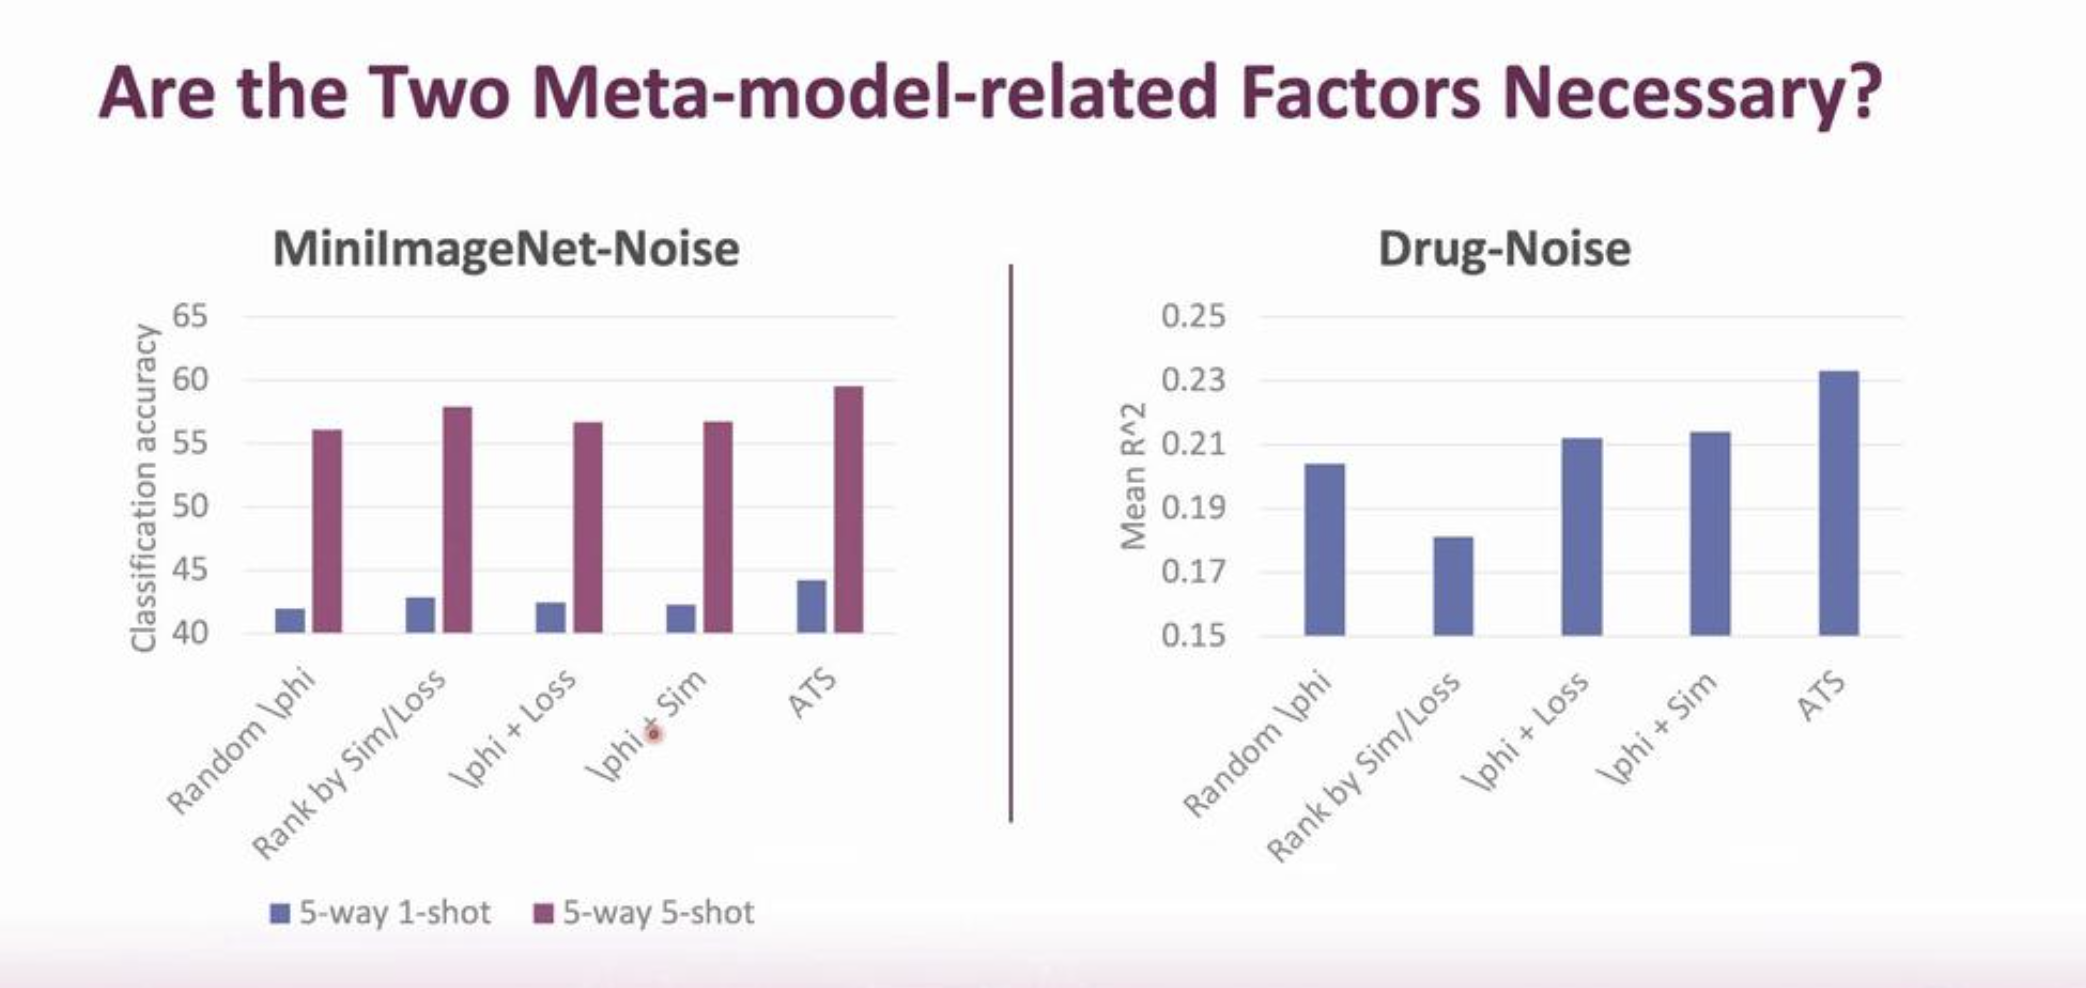 Are the Two Meta-model-related Factors Necessary?
MiniImageNet-Noise
Classification accuracy
65
60
55
50
45
40
Random \phi
Rank by Sim/Loss
\phi + Loss
\phi + Sim
ATS
5-way 1-shot
5-way 5-shot
Drug-Noise
Mean R^2
0.25
0.23
0.21
0.19
0.17
0.15
Random \phi
Rank by Sim/Loss
\phi + Loss
\phi + Sim
ATS